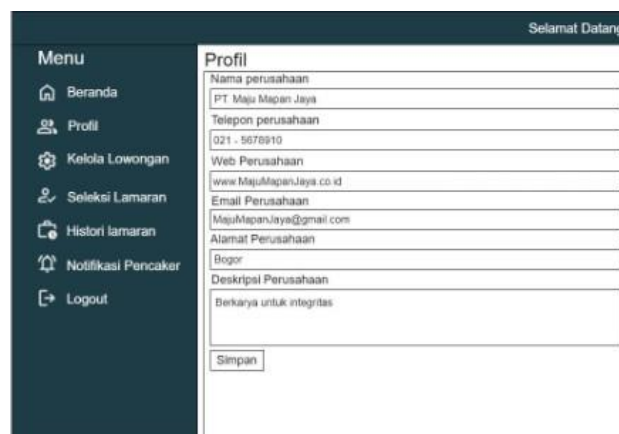 Selamat Datang
Menu
Beranda
Profil
Kelola Lowongan
Seleksi Lamaran
Histori lamaran
Notifikasi Pencaker
Logout
Profil
Nama perusahaan
PT Maju Mapan Jaya
Telepon perusahaan
021 - 5678910
Web Perusahaan
www.MajuMapanJaya.co.id
Email Perusahaan
MajuMapanJaya@gmail.com
Alamat Perusahaan
Bogor
Deskripsi Perusahaan
Berkarya untuk integritas
Simpan